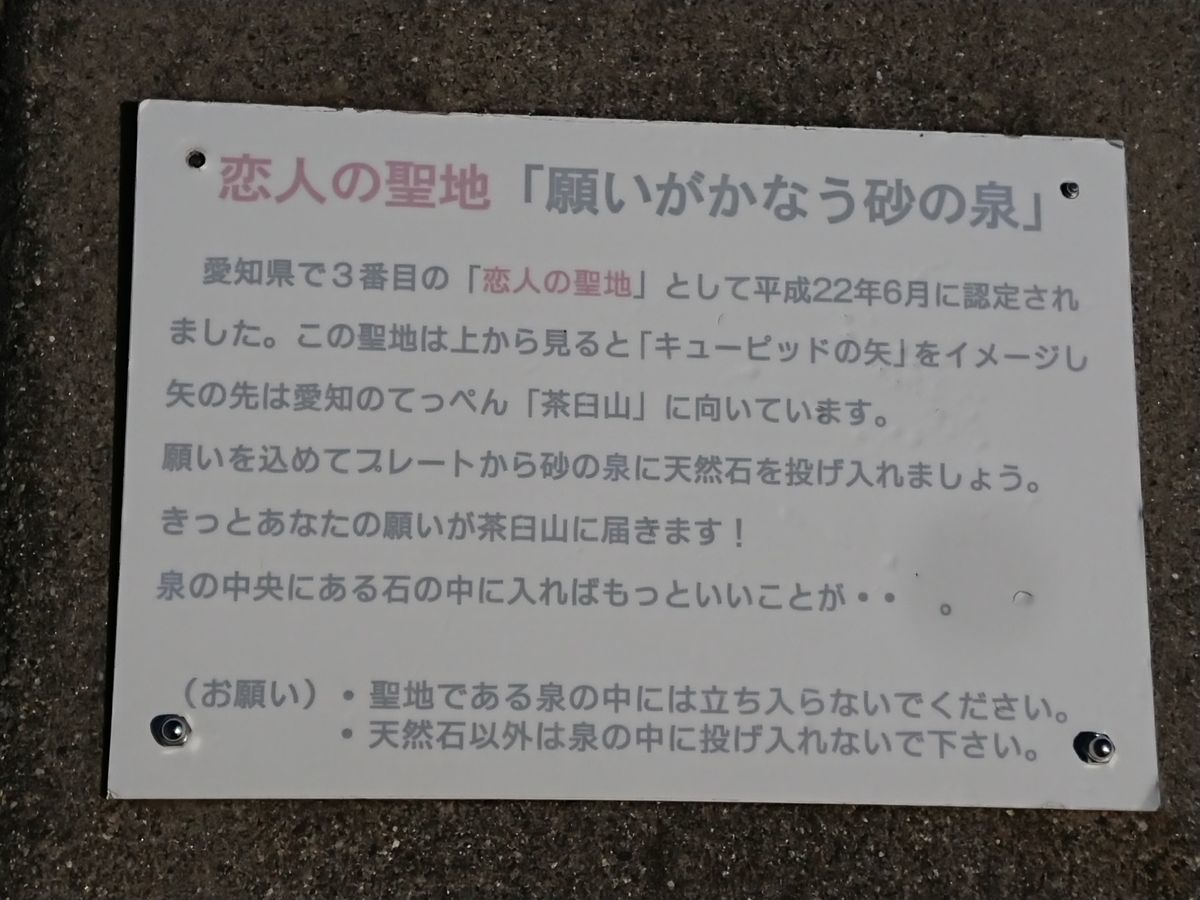 恋人の聖地「願いがかなう砂の泉」
愛知県で３番目の「恋人の聖地」として平成22年6月に認定され
ました。この聖地は上から見ると「キューピッドの矢」をイメージし
矢の先は愛知のてっぺん「茶臼山」に向いています。
願いを込めてプレートから砂の泉に天然石を投げ入れましょう。
きっとあなたの願いが茶臼山に届きます！
泉の中央にある石の中に入ればもっといいことが・・　。
（お願い）・聖地である泉の中には立ち入らないでください。
・天然石以外は泉の中に投げ入れないで下さい。